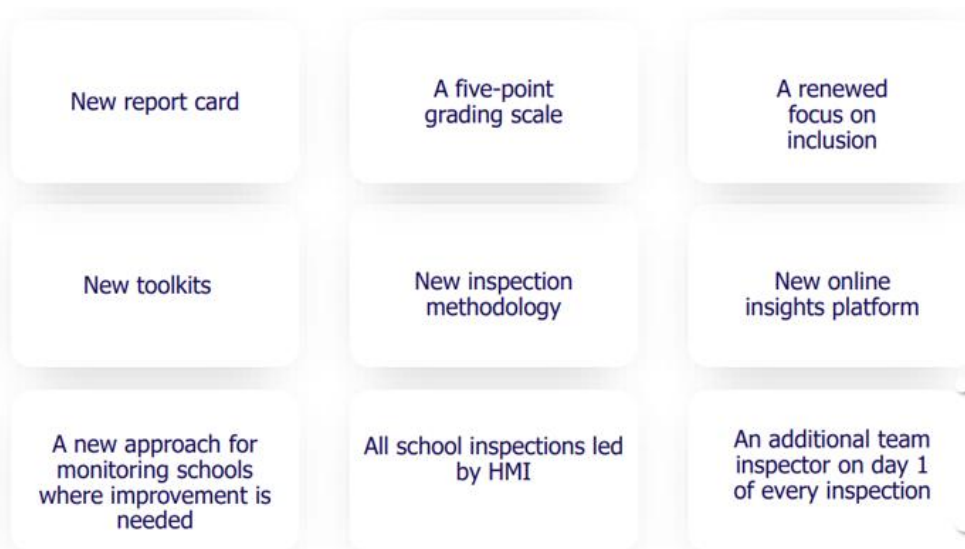 New report card
A five-point
grading scale
A renewed
focus on
inclusion
New toolkits
New inspection
methodology
New online
insights platform
A new approach for
monitoring schools
where improvement is
needed
All school inspections led
by HMI
An additional team
inspector on day 1
of every inspection